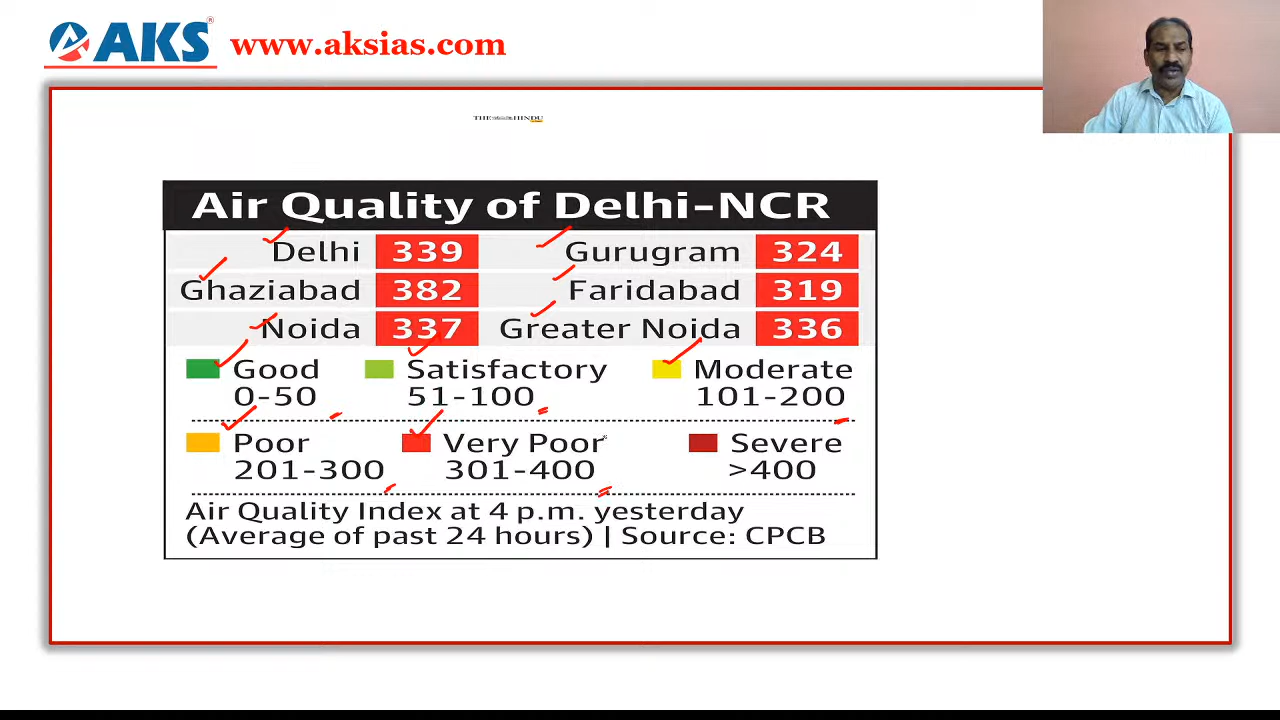 AKS®
www.aksias.com
THE HINDU
Air Quality of Delhi-NCR
Delhi 339 Gurugram 324
Ghaziabad 382 Faridabad 319
Noida 337 Greater Noida 336
Good Satisfactory Moderate
0-50 51-100 101-200
Poor Very Poor Severe
201-300 301-400 >400
Air Quality Index at 4 p.m. yesterday
(Average of past 24 hours) | Source: CPCB